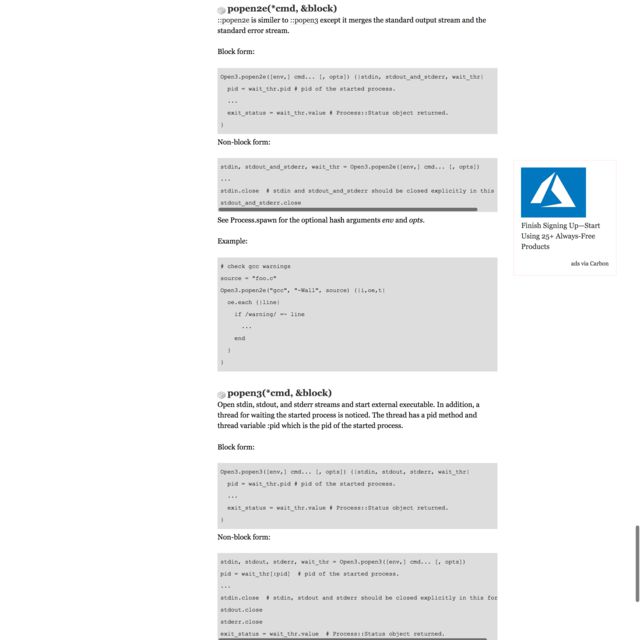 popen2e(*cmd, &block)
::popen2e is similar to ::popen3 except it merges the standard output stream and the
standard error stream.
Block form:
Open3.popen2e([env,] cmd... [, opts]) {|stdin, stdout_and_stderr, wait_thr|
pid = wait_thr.pid # pid of the started process.
...
exit_status = wait_thr.value # Process::Status object returned.
}
Non-block form:
stdin, stdout_and_stderr, wait_thr = Open3.popen2e([env,] cmd... [, opts])
...
stdin.close  # stdin and stdout_and_stderr should be closed explicitly in this
stdout_and_stderr.close
See Process.spawn for the optional hash arguments env and opts.
Example:
# check gcc warnings
source = "foo.c"
Open3.popen2e("gcc", "-Wall", source) {|i,oe,t|
oe.each {|line|
if /warning/ =~ line
...
end
}
}
Finish Signing Up—Start
Using 25+ Always-Free
Products
ads via Carbon
popen3(*cmd, &block)
Open stdin, stdout, and stderr streams and start external executable. In addition, a
thread for waiting the started process is noticed. The thread has a pid method and
thread variable :pid which is the pid of the started process.
Block form:
Open3.popen3([env,] cmd... [, opts]) {|stdin, stdout, stderr, wait_thr|
pid = wait_thr.pid # pid of the started process.
...
exit_status = wait_thr.value # Process::Status object returned.
}
Non-block form:
stdin, stdout, stderr, wait_thr = Open3.popen3([env,] cmd... [, opts])
pid = wait_thr[:pid]  # pid of the started process.
...
stdin.close  # stdin, stdout and stderr should be closed explicitly in this for
stdout.close
stderr.close
exit_status = wait_thr.value  # Process::Status object returned.